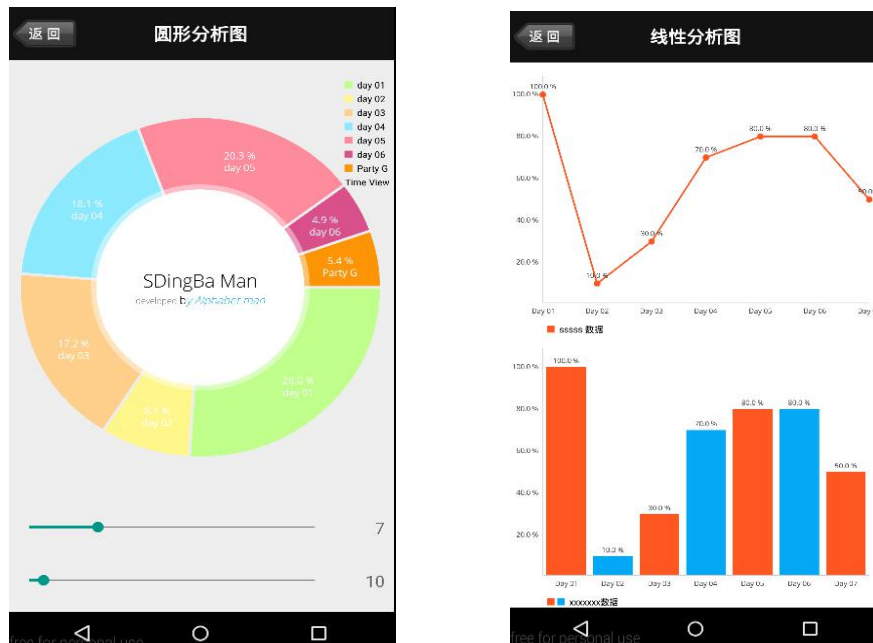 返回
圆形分析图
day 01
day 02
day 03
day 04
day 05
day 06
Party G
Time View
20.3 %
day 05
18.1 %
day 04
4.9 %
day 06
5.4 %
Party G
SDingBa Man
developed by Alphabet man
17.2 %
day 03
26.0 %
day 01
8.1 %
day 02
7
10
free for personal use
返回
线性分析图
100.0 %
100.0 %
80.0 %
80.0 %
80.0 %
70.0 %
60.0 %
40.0 %
30.0 %
50.0
20.0 %
10.0 %
Day 01
Day 02
Day 03
Day 04
Day 05
Day 06
Day
sssss 数据
100.0 %
100.0 %
80.0 %
80.0 %
80.0 %
70.0 %
60.0 %
50.0 %
40.0 %
30.0 %
20.0 %
10.0 %
Day 01
Day 02
Day 03
Day 04
Day 05
Day 06
Day 07
xxxxxxx数据
free for personal use